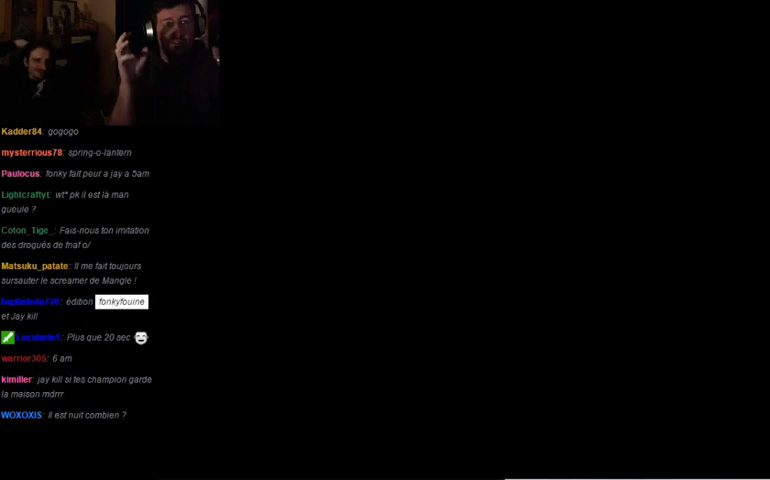 Kadder84: gogogo
mysterrious78: spring-o-lantern
Paulocus: fonky fait peur a jay a 5am
Lightcraftyt: wt* pk il est là man
gueule ?
Coton_Tige_: Fais-nous ton imitation
des drogués de fnaf o/
Matsuku_patate: Il me fait toujours
sursauter le screamer de Mangle !
édition fonkyfouine
et Jay kill
Plus que 20 sec
warrior305: 6 am
kimiller: jay kill si tes champion garde
la maison mdrrr
WOXOXIS: Il est nuit combien ?